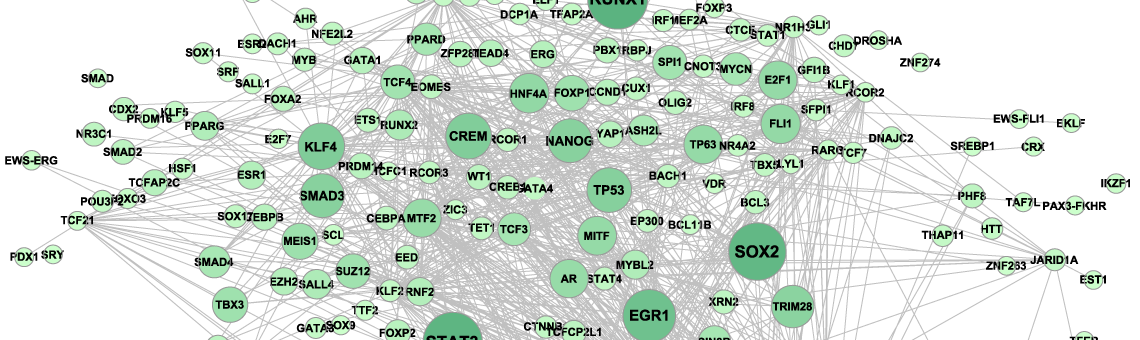 RUNX1
FOXP3
DCP1A
TFAP2A
AHR
IRF1
MEF2A
NFE2L2
CTCF
STAT1
NR1H3
GLI1
ESR2
DACH1
PPARD
CHD7
DROSHA
SOX11
MYB
GATA1
ZFP281
TEAD4
ERG
PBX1
RBPJ
SPI1
CNOT3
MYCN
GFI1B
ZNF274
SMAD
SRF
SALL1
TCF4
EOMES
E2F1
KLF1
RCOR2
FOXA2
HNF4A
FOXP1
CCND1
CUX1
OLIG2
IRF8
SFPI1
CDX2
PRDM16
KLF5
PPARG
ETS1
RUNX2
FLI1
EWS-FLI1
EKLF
NR3C1
E2F7
KLF4
CREM
RCOR1
NANOG
YAP1
ASH2L
TP63
NR4A2
DNAJC2
SREBP1
CRX
SMAD2
RARG
TCF7
EWS-ERG
HSF1
PRDM14
TCFCP2L1
RCOR3
TBX5
LYL1
TCFAP2C
ESR1
WT1
BACH1
VDR
IKZF1
POU3F2
FOXO3
SMAD3
TP53
PHF8
TAF7L
PAX3-FKHR
BCL3
TCF21
SOX17
CEBPB
CEBPA
MTF2
ZIC3
TET1
TCF3
EP300
BCL11B
HTT
MEIS1
SCL
MITF
THAP11
PDX1
SRY
SMAD4
SUZ12
EED
SOX2
ZNF263
JARID1A
EZH2
SALL4
AR
STAT4
MYBL2
EST1
KLF2
RNF2
TBX3
TTF2
EGR1
XRN2
TRIM28
SOX9
FOXP2
CTNNB1
STAT3